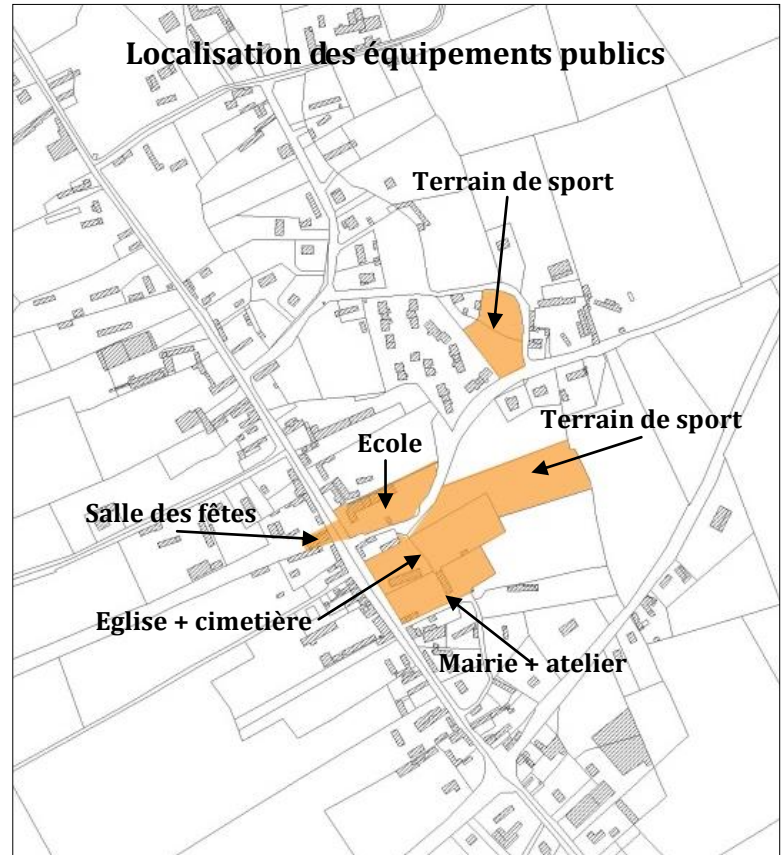 Localisation des équipements publics
Terrain de sport
Terrain de sport
Ecole
Salle des fêtes
Eglise + cimetière
Mairie + atelier